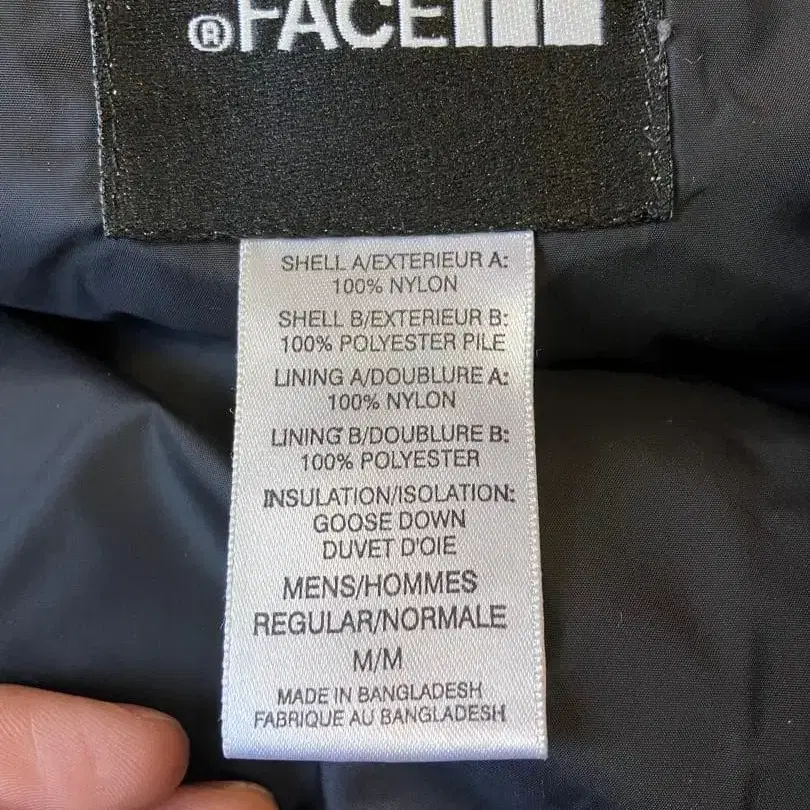 ®FACE
SHELL A/EXTERIEUR A:
100% NYLON
SHELL B/EXTERIEUR B:
100% POLYESTER PILE
LINING A/DOUBLURE A:
100% NYLON
LINING B/DOUBLURE B:
100% POLYESTER
INSULATION/ISOLATION:
GOOSE DOWN
DUVET D'OIE
MENS/HOMMES
REGULAR/NORMALE
M/M
MADE IN BANGLADESH
FABRIQUE AU BANGLADESH